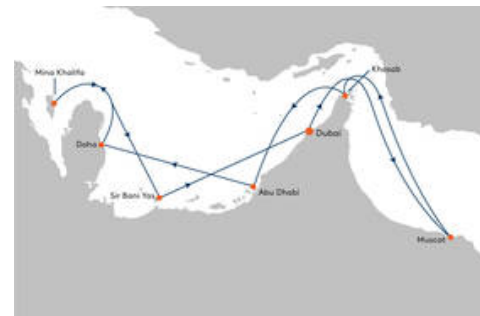 Mina Khalifa
Khasab
Dubai
Doha
Sir Bani Yas
Abu Dhabi
Muscat